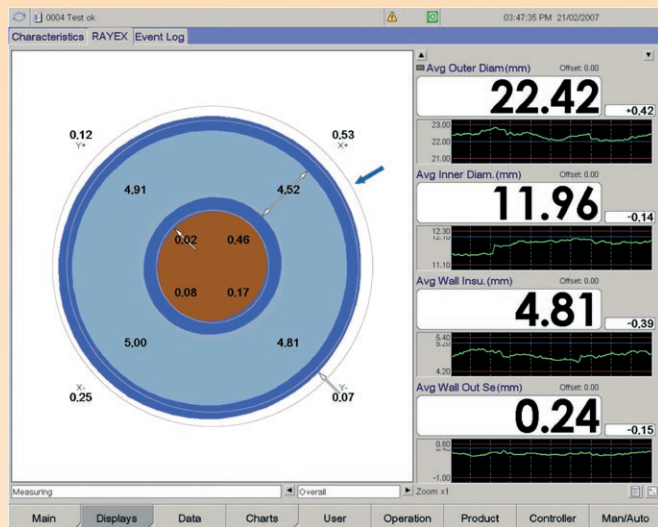 0004 Test ok
03:47:35 PM 21/02/2007
Characteristics RAYEX Event Log
0.12
Y+
0.53
X+
4.91
4.52
0.02
0.46
0.08
0.17
5.00
4.81
X-
0.25
Y-
0.07
Avg Outer Diam(mm) Offset: 0.00
22.42
+0.42
23.00
22.00
21.00
Avg Inner Diam.(mm) Offset: 0.00
11.96
-0.14
12.30
12.10
11.10
Avg Wall Insu.(mm) Offset: 0.00
4.81
-0.39
5.40
5.20
4.20
Avg Wall Out Se(mm) Offset: 0.00
0.24
-0.15
0.60
-1.00
Measuring Overall Zoom x1
Main Displays Data Charts User Operation Product Controller Man/Auto